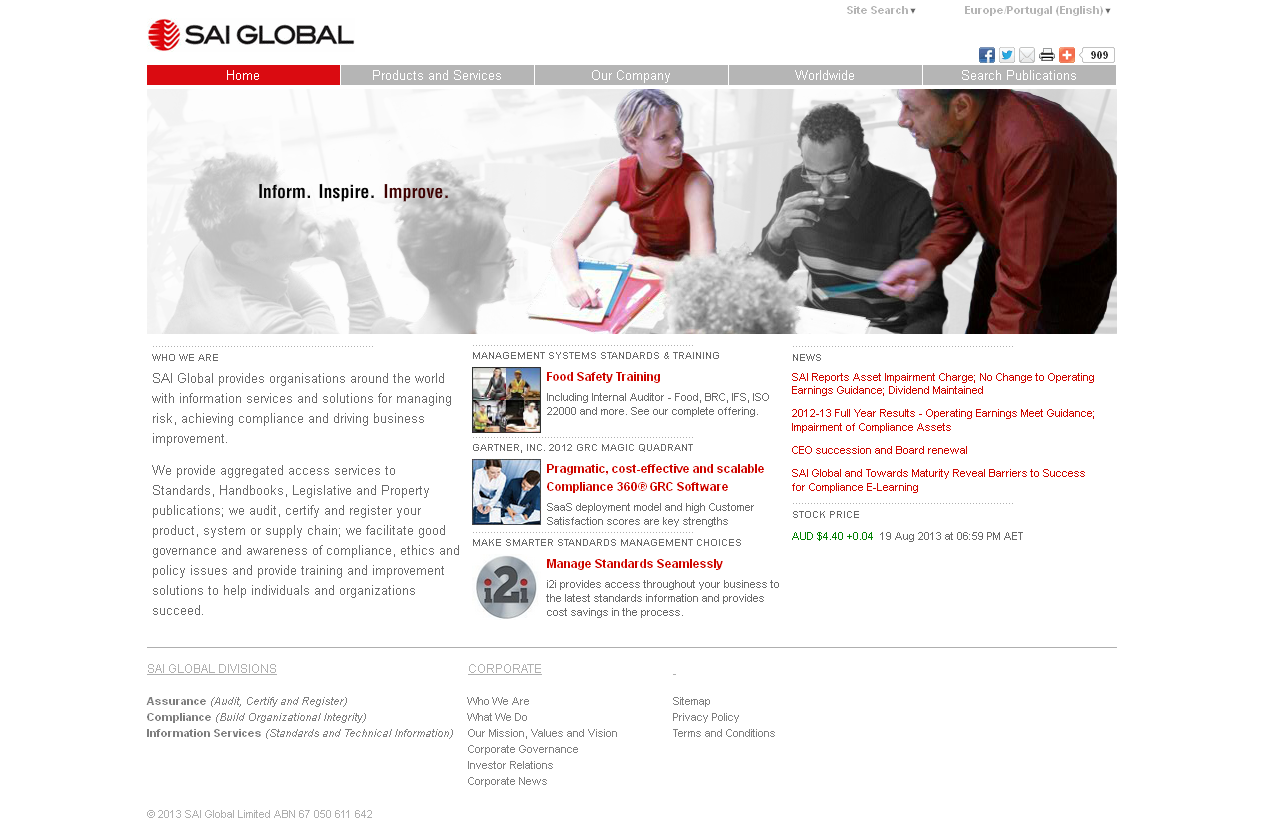 Site Search ▼
Europe/Portugal (English) ▼
SAI GLOBAL
909
Home
Products and Services
Our Company
Worldwide
Search Publications
Inform. Inspire. Improve.
WHO WE ARE
SAI Global provides organisations around the world
with information services and solutions for managing
risk, achieving compliance and driving business
improvement.
We provide aggregated access services to
Standards, Handbooks, Legislative and Property
publications; we audit, certify and register your
product, system or supply chain; we facilitate good
governance and awareness of compliance, ethics and
policy issues and provide training and improvement
solutions to help individuals and organizations
succeed.
MANAGEMENT SYSTEMS STANDARDS & TRAINING
Food Safety Training
Including Internal Auditor - Food, BRC, IFS, ISO
22000 and more. See our complete offering.
GARTNER, INC. 2012 GRC MAGIC QUADRANT
Pragmatic, cost-effective and scalable
Compliance 360® GRC Software
SaaS deployment model and high Customer
Satisfaction scores are key strengths
MAKE SMARTER STANDARDS MANAGEMENT CHOICES
i2i
Manage Standards Seamlessly
i2i provides access throughout your business to
the latest standards information and provides
cost savings in the process.
NEWS
SAI Reports Asset Impairment Charge; No Change to Operating
Earnings Guidance; Dividend Maintained
2012-13 Full Year Results - Operating Earnings Meet Guidance;
Impairment of Compliance Assets
CEO succession and Board renewal
SAI Global and Towards Maturity Reveal Barriers to Success
for Compliance E-Learning
STOCK PRICE
AUD $4.40 +0.04 19 Aug 2013 at 06:59 PM AET
SAI GLOBAL DIVISIONS
Assurance (Audit, Certify and Register)
Compliance (Build Organizational Integrity)
Information Services (Standards and Technical Information)
CORPORATE
Who We Are
What We Do
Our Mission, Values and Vision
Corporate Governance
Investor Relations
Corporate News
Sitemap
Privacy Policy
Terms and Conditions
© 2013 SAI Global Limited ABN 67 050 611 642